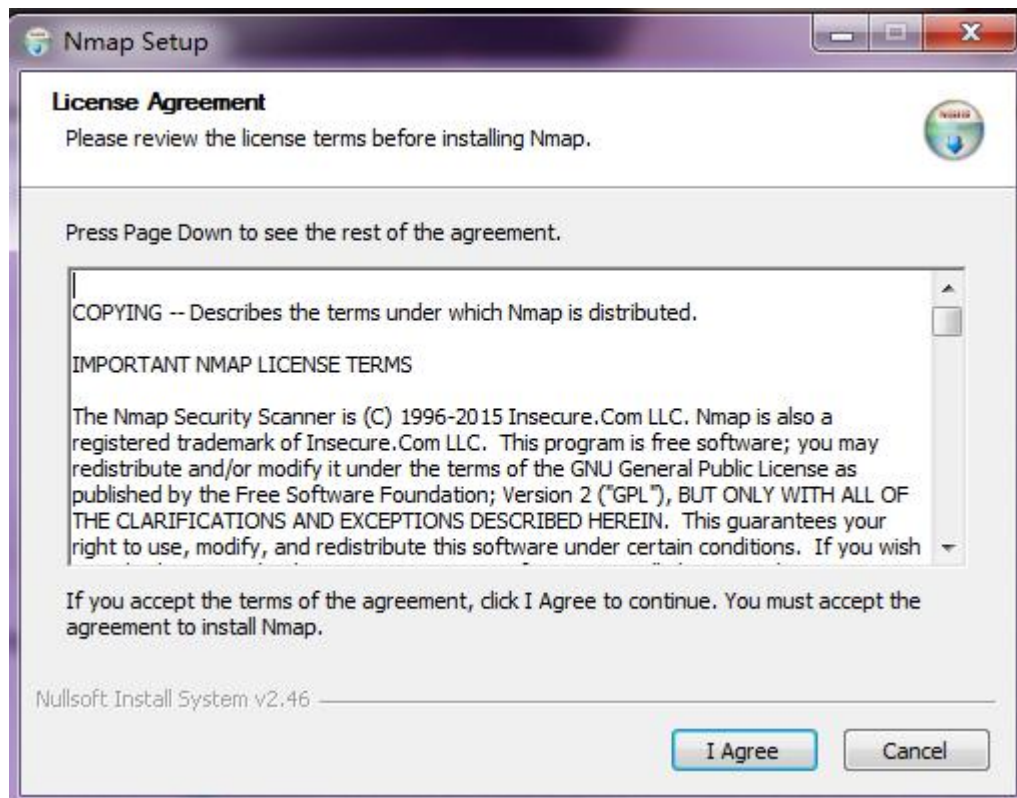 Nmap Setup
License Agreement
Please review the license terms before installing Nmap.
Press Page Down to see the rest of the agreement.
COPYING -- Describes the terms under which Nmap is distributed.
IMPORTANT NMAP LICENSE TERMS
The Nmap Security Scanner is (C) 1996-2015 Insecure.Com LLC. Nmap is also a
registered trademark of Insecure.Com LLC.  This program is free software; you may
redistribute and/or modify it under the terms of the GNU General Public License as
published by the Free Software Foundation; Version 2 ("GPL"), BUT ONLY WITH ALL OF
THE CLARIFICATIONS AND EXCEPTIONS DESCRIBED HEREIN.  This guarantees your
right to use, modify, and redistribute this software under certain conditions.  If you wish
If you accept the terms of the agreement, click I Agree to continue. You must accept the
agreement to install Nmap.
Nullsoft Install System v2.46
I Agree
Cancel